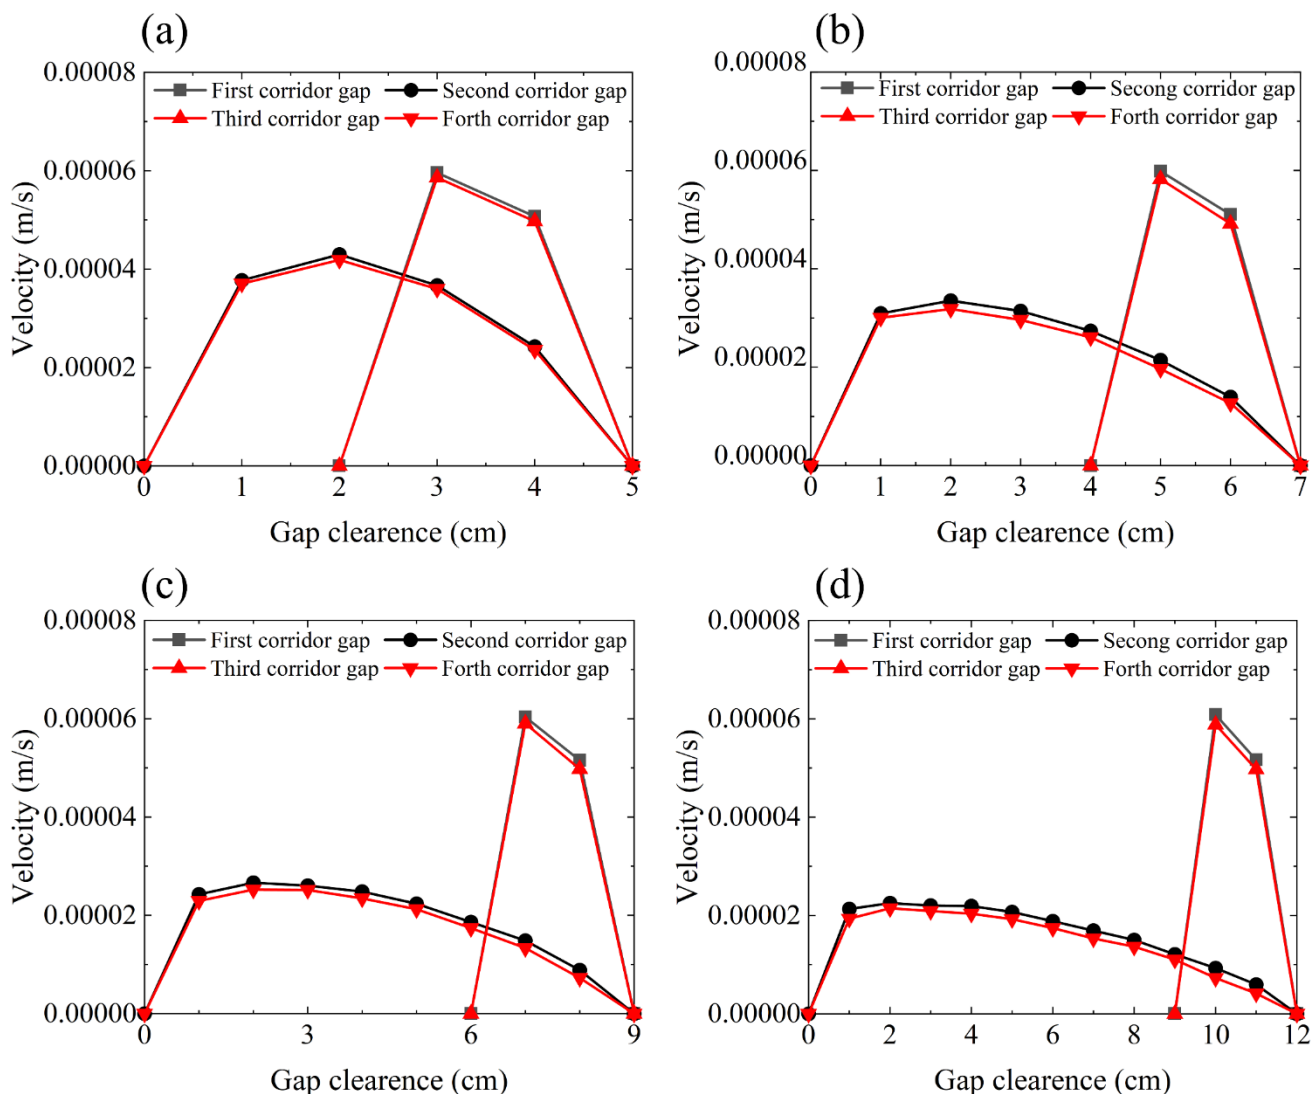 (a)
0.00008
First corridor gap Second corridor gap
Third corridor gap Forth corridor gap
0.00006
0.00004
0.00002
0.00000
Velocity (m/s)
0 1 2 3 4 5
Gap clearence (cm)
(b)
0.00008
First corridor gap Secong corridor gap
Third corridor gap Forth corridor gap
0.00006
0.00004
0.00002
0.00000
Velocity (m/s)
0 1 2 3 4 5 6 7
Gap clearence (cm)
(c)
0.00008
First corridor gap Second corridor gap
Third corridor gap Forth corridor gap
0.00006
0.00004
0.00002
0.00000
Velocity (m/s)
0 3 6 9
Gap clearence (cm)
(d)
0.00008
First corridor gap Secong corridor gap
Third corridor gap Forth corridor gap
0.00006
0.00004
0.00002
0.00000
Velocity (m/s)
0 2 4 6 8 10 12
Gap clearence (cm)